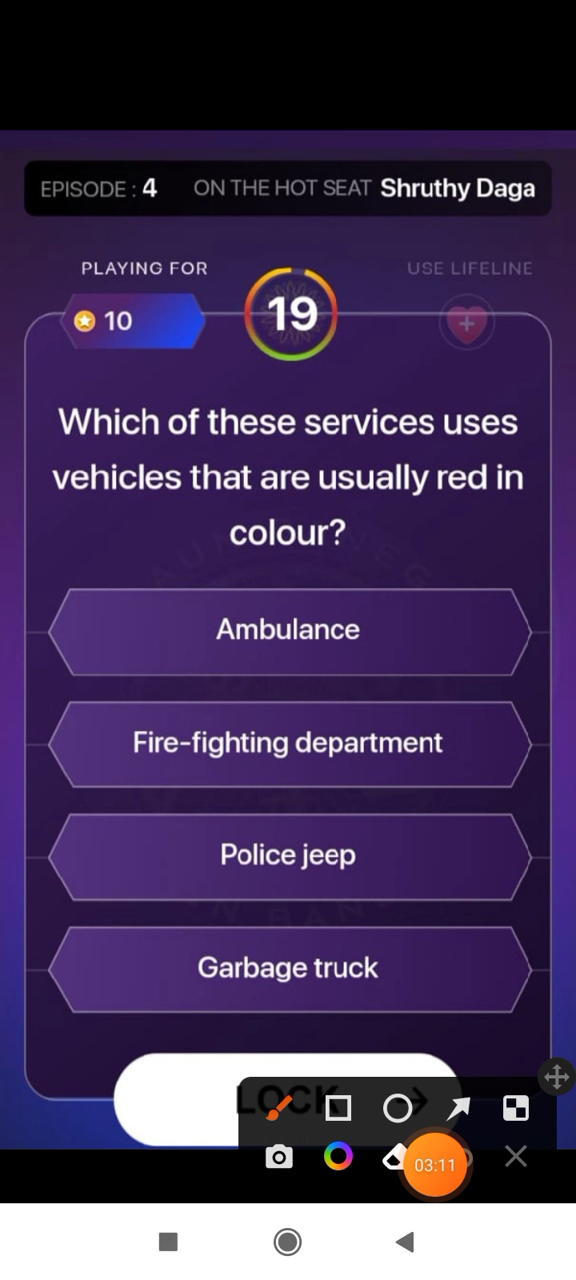 EPISODE : 4 ON THE HOT SEAT Shruthy Daga
PLAYING FOR
USE LIFELINE
10
19
Which of these services uses
vehicles that are usually red in
colour?
Ambulance
Fire-fighting department
Police jeep
Garbage truck
LOCK
03:11